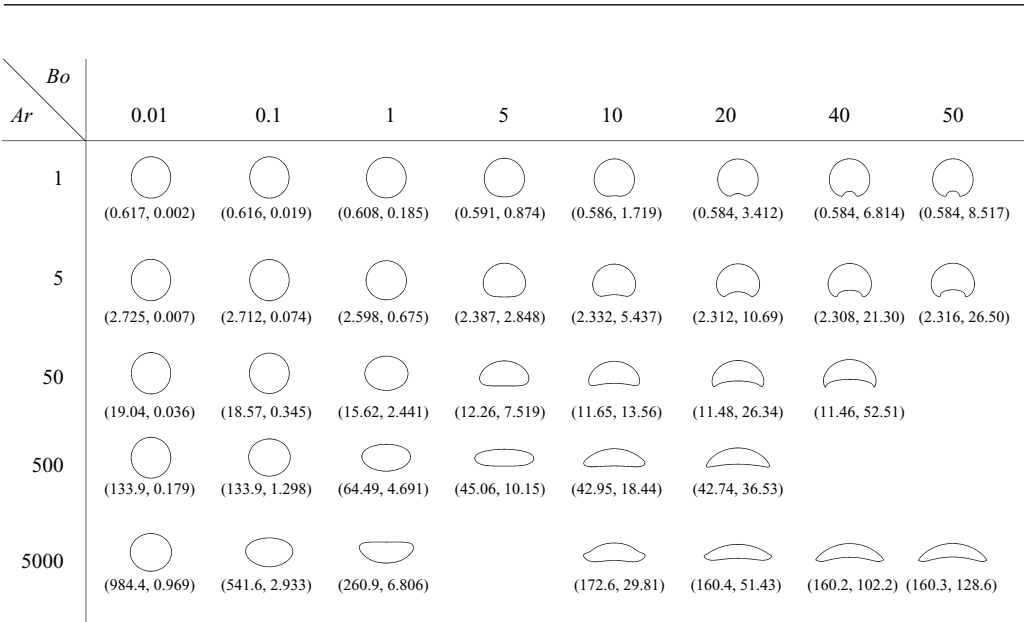 Bo
Ar 0.01 0.1 1 5 10 20 40 50
1
(0.617, 0.002) (0.616, 0.019) (0.608, 0.185) (0.591, 0.874) (0.586, 1.719) (0.584, 3.412) (0.584, 6.814) (0.584, 8.517)
5
(2.725, 0.007) (2.712, 0.074) (2.598, 0.675) (2.387, 2.848) (2.332, 5.437) (2.312, 10.69) (2.308, 21.30) (2.316, 26.50)
50
(19.04, 0.036) (18.57, 0.345) (15.62, 2.441) (12.26, 7.519) (11.65, 13.56) (11.48, 26.34) (11.46, 52.51)
500
(133.9, 0.179) (133.9, 1.298) (64.49, 4.691) (45.06, 10.15) (42.95, 18.44) (42.74, 36.53)
5000
(984.4, 0.969) (541.6, 2.933) (260.9, 6.806) (172.6, 29.81) (160.4, 51.43) (160.2, 102.2) (160.3, 128.6)